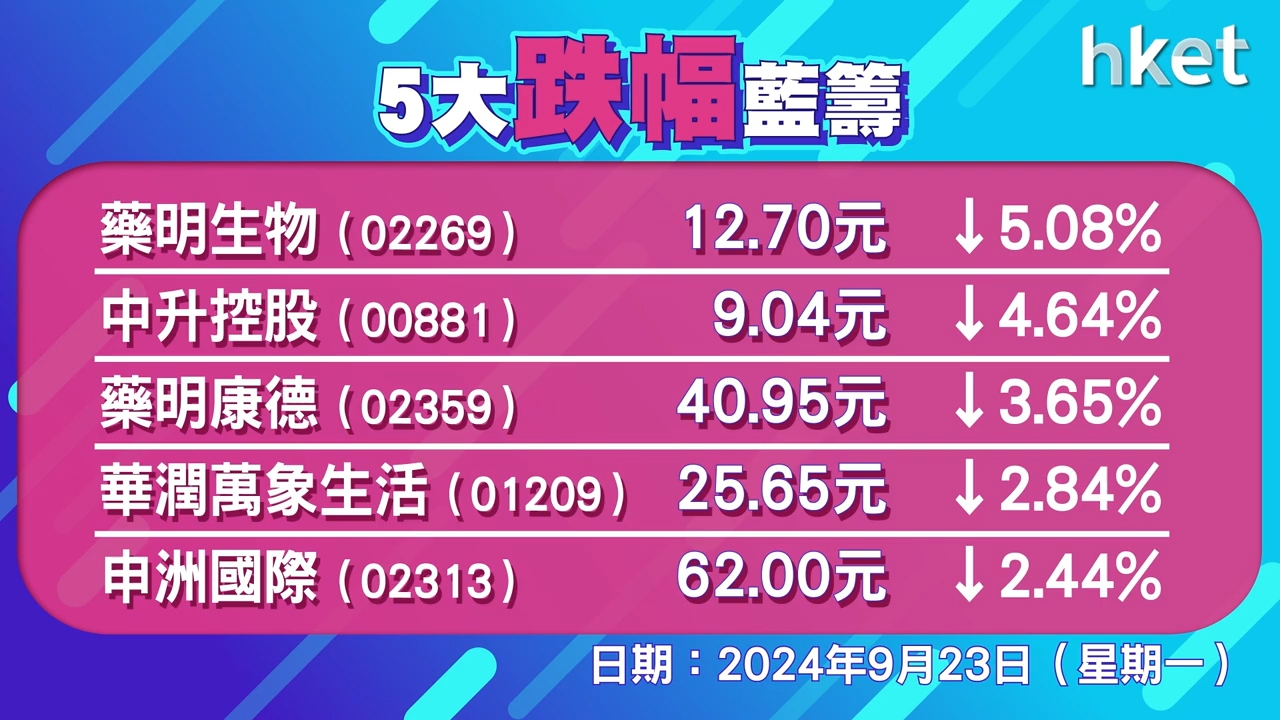 hket
5大跌幅藍籌
藥明生物（02269） 12.70元 ↓5.08%
中升控股（00881） 9.04元 ↓4.64%
藥明康德（02359） 40.95元 ↓3.65%
華潤萬象生活（01209） 25.65元 ↓2.84%
申洲國際（02313） 62.00元 ↓2.44%
日期：2024年9月23日（星期一）